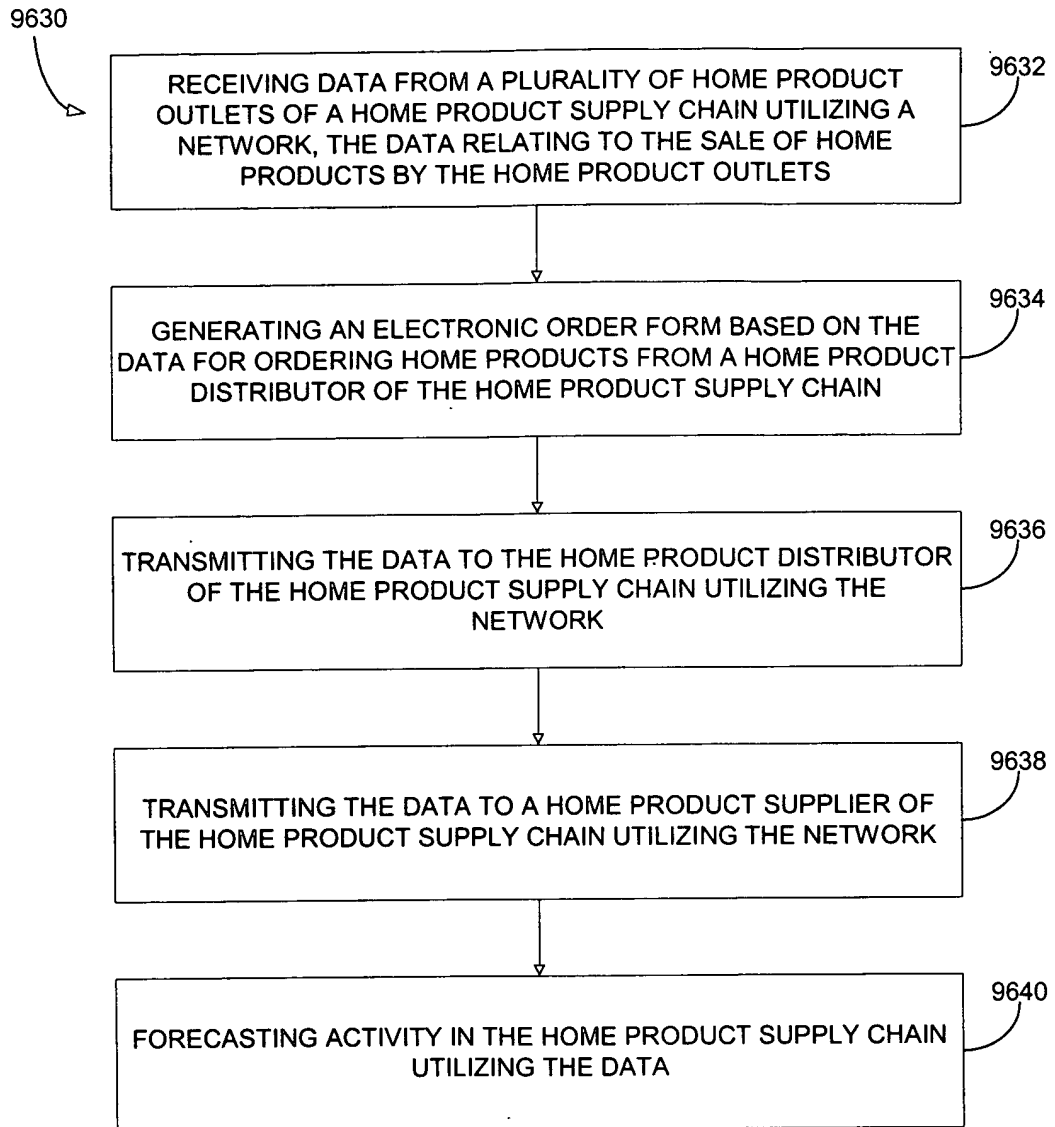 9630
RECEIVING DATA FROM A PLURALITY OF HOME PRODUCT
OUTLETS OF A HOME PRODUCT SUPPLY CHAIN UTILIZING A
NETWORK, THE DATA RELATING TO THE SALE OF HOME
PRODUCTS BY THE HOME PRODUCT OUTLETS
9632
GENERATING AN ELECTRONIC ORDER FORM BASED ON THE
DATA FOR ORDERING HOME PRODUCTS FROM A HOME PRODUCT
DISTRIBUTOR OF THE HOME PRODUCT SUPPLY CHAIN
9634
TRANSMITTING THE DATA TO THE HOME PRODUCT DISTRIBUTOR
OF THE HOME PRODUCT SUPPLY CHAIN UTILIZING THE
NETWORK
9636
TRANSMITTING THE DATA TO A HOME PRODUCT SUPPLIER OF
THE HOME PRODUCT SUPPLY CHAIN UTILIZING THE NETWORK
9638
FORECASTING ACTIVITY IN THE HOME PRODUCT SUPPLY CHAIN
UTILIZING THE DATA
9640